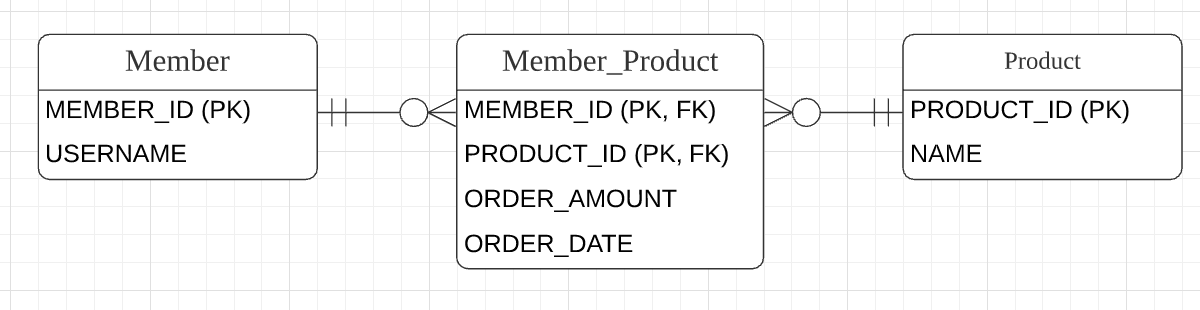 Member
MEMBER_ID (PK)
USERNAME
Member_Product
MEMBER_ID (PK, FK)
PRODUCT_ID (PK, FK)
ORDER_AMOUNT
ORDER_DATE
Product
PRODUCT_ID (PK)
NAME